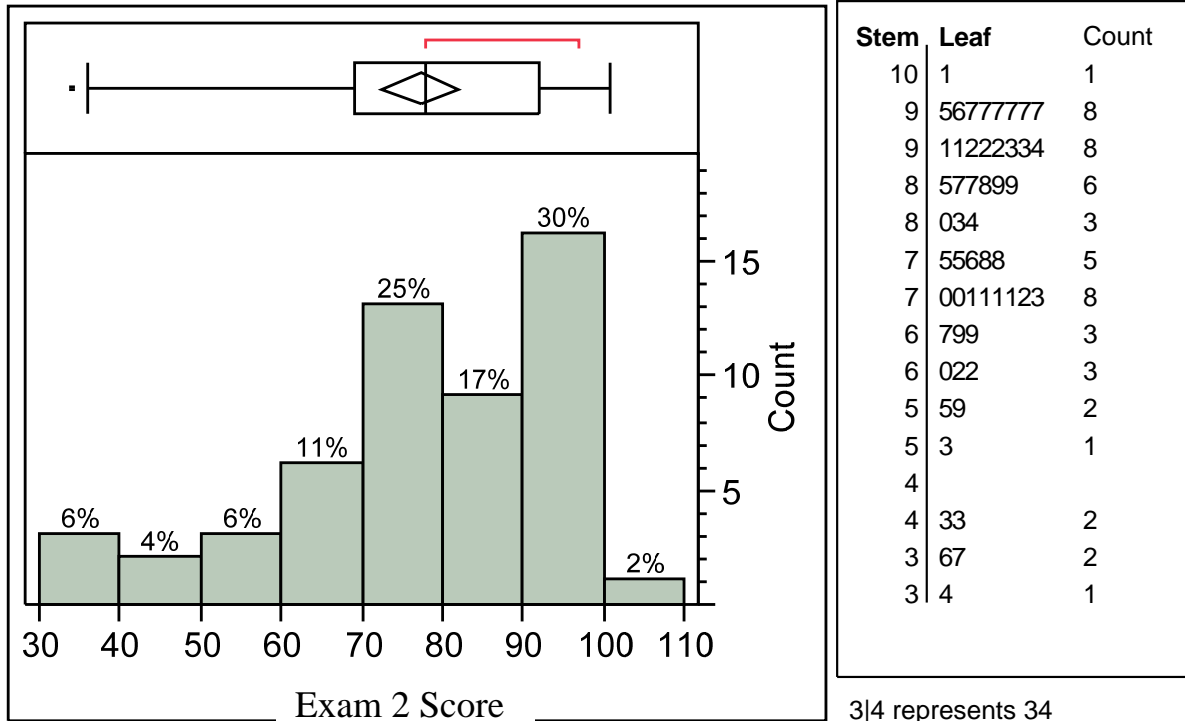 30%
25%
17%
11%
6%
4%
6%
2%
15
10
5
Count
30 40 50 60 70 80 90 100 110
Exam 2 Score
Stem Leaf Count
10 1 1
9 56777777 8
9 11222334 8
8 577899 6
8 034 3
7 55688 5
7 00111123 8
6 799 3
6 022 3
5 59 2
5 3 1
4
4 33 2
3 67 2
3 4 1
3|4 represents 34